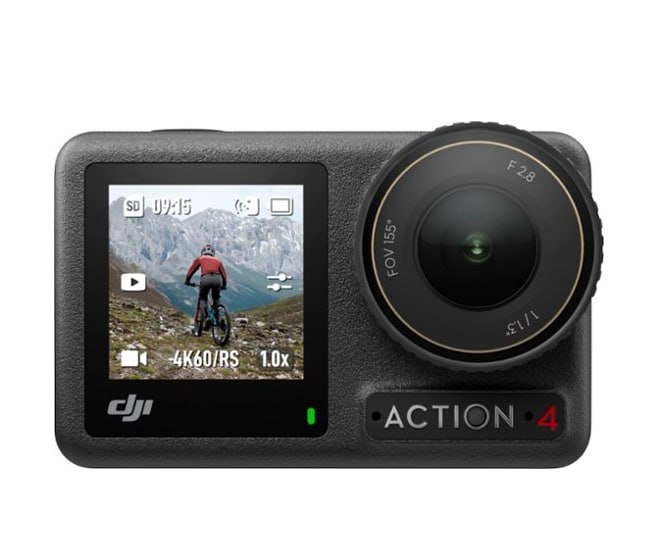 SD 09:15
4K60/RS 1.0x
dji
F 2.8
FOV 155°
1/1.3"
ACTION 4